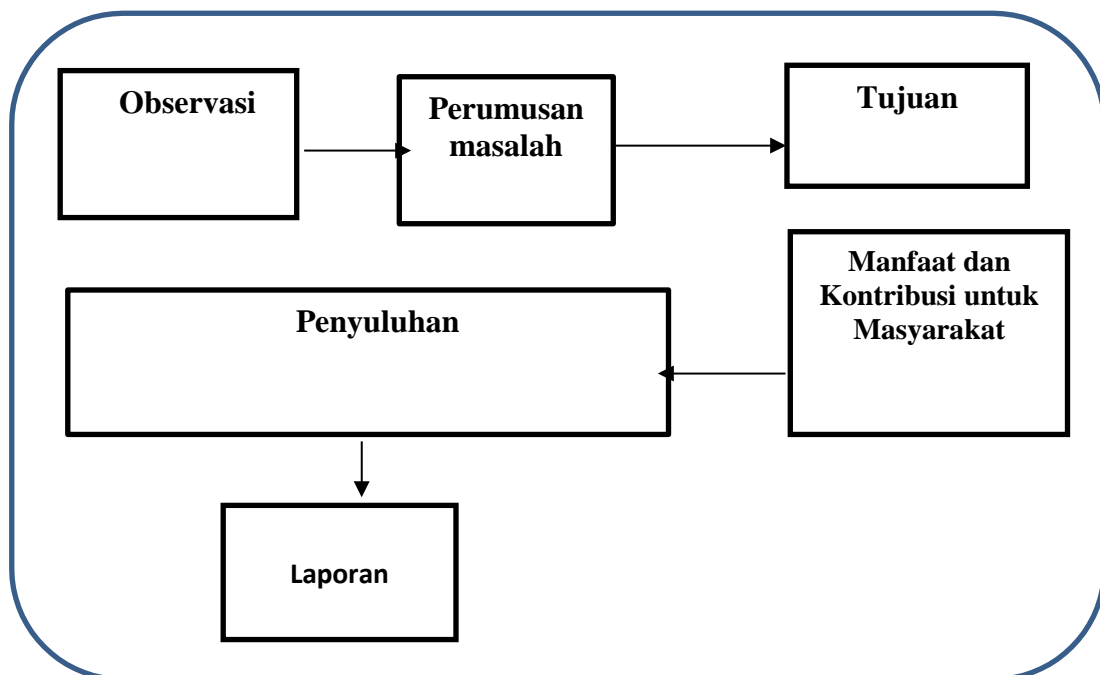 Observasi
Perumusan
masalah
Tujuan
Manfaat dan
Kontribusi untuk
Masyarakat
Penyuluhan
Laporan